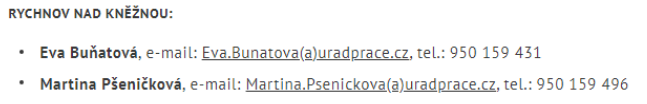 RYCHNOV NAD KNĚŽNOU:
• Eva Buňatová, e-mail: Eva.Bunatova(a)uradprace.cz, tel.: 950 159 431
• Martina Pšeničková, e-mail: Martina.Psenickova(a)uradprace.cz, tel.: 950 159 496